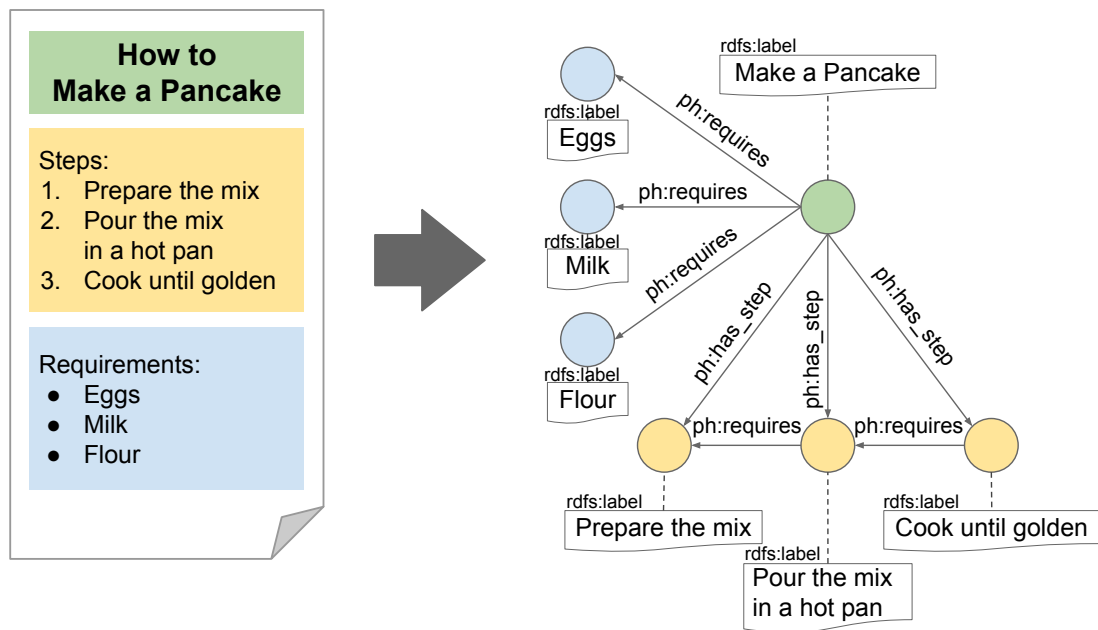 How to
Make a Pancake
Steps:
1. Prepare the mix
2. Pour the mix
in a hot pan
3. Cook until golden
Requirements:
● Eggs
● Milk
● Flour
rdfs:label
Make a Pancake
rdfs:label
Eggs
ph:requires
rdfs:label
Milk
ph:requires
rdfs:label
Flour
ph:requires
ph:has_step
ph:has_step
ph:has_step
ph:requires
ph:requires
rdfs:label
Prepare the mix
rdfs:label
Pour the mix
in a hot pan
rdfs:label
Cook until golden